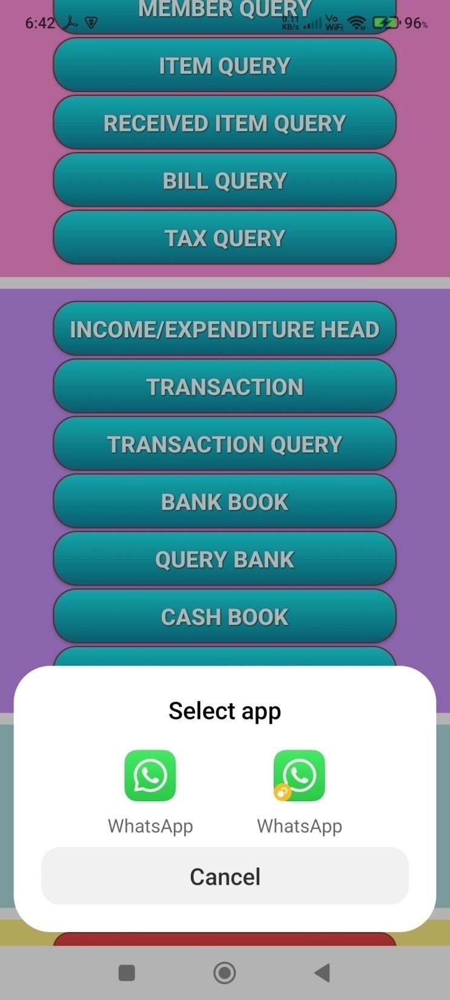 MEMBER QUERY
6:42
0.11
KB/s
Vo
WiFi
96%
ITEM QUERY
RECEIVED ITEM QUERY
BILL QUERY
TAX QUERY
INCOME/EXPENDITURE HEAD
TRANSACTION
TRANSACTION QUERY
BANK BOOK
QUERY BANK
CASH BOOK
Select app
WhatsApp WhatsApp
Cancel